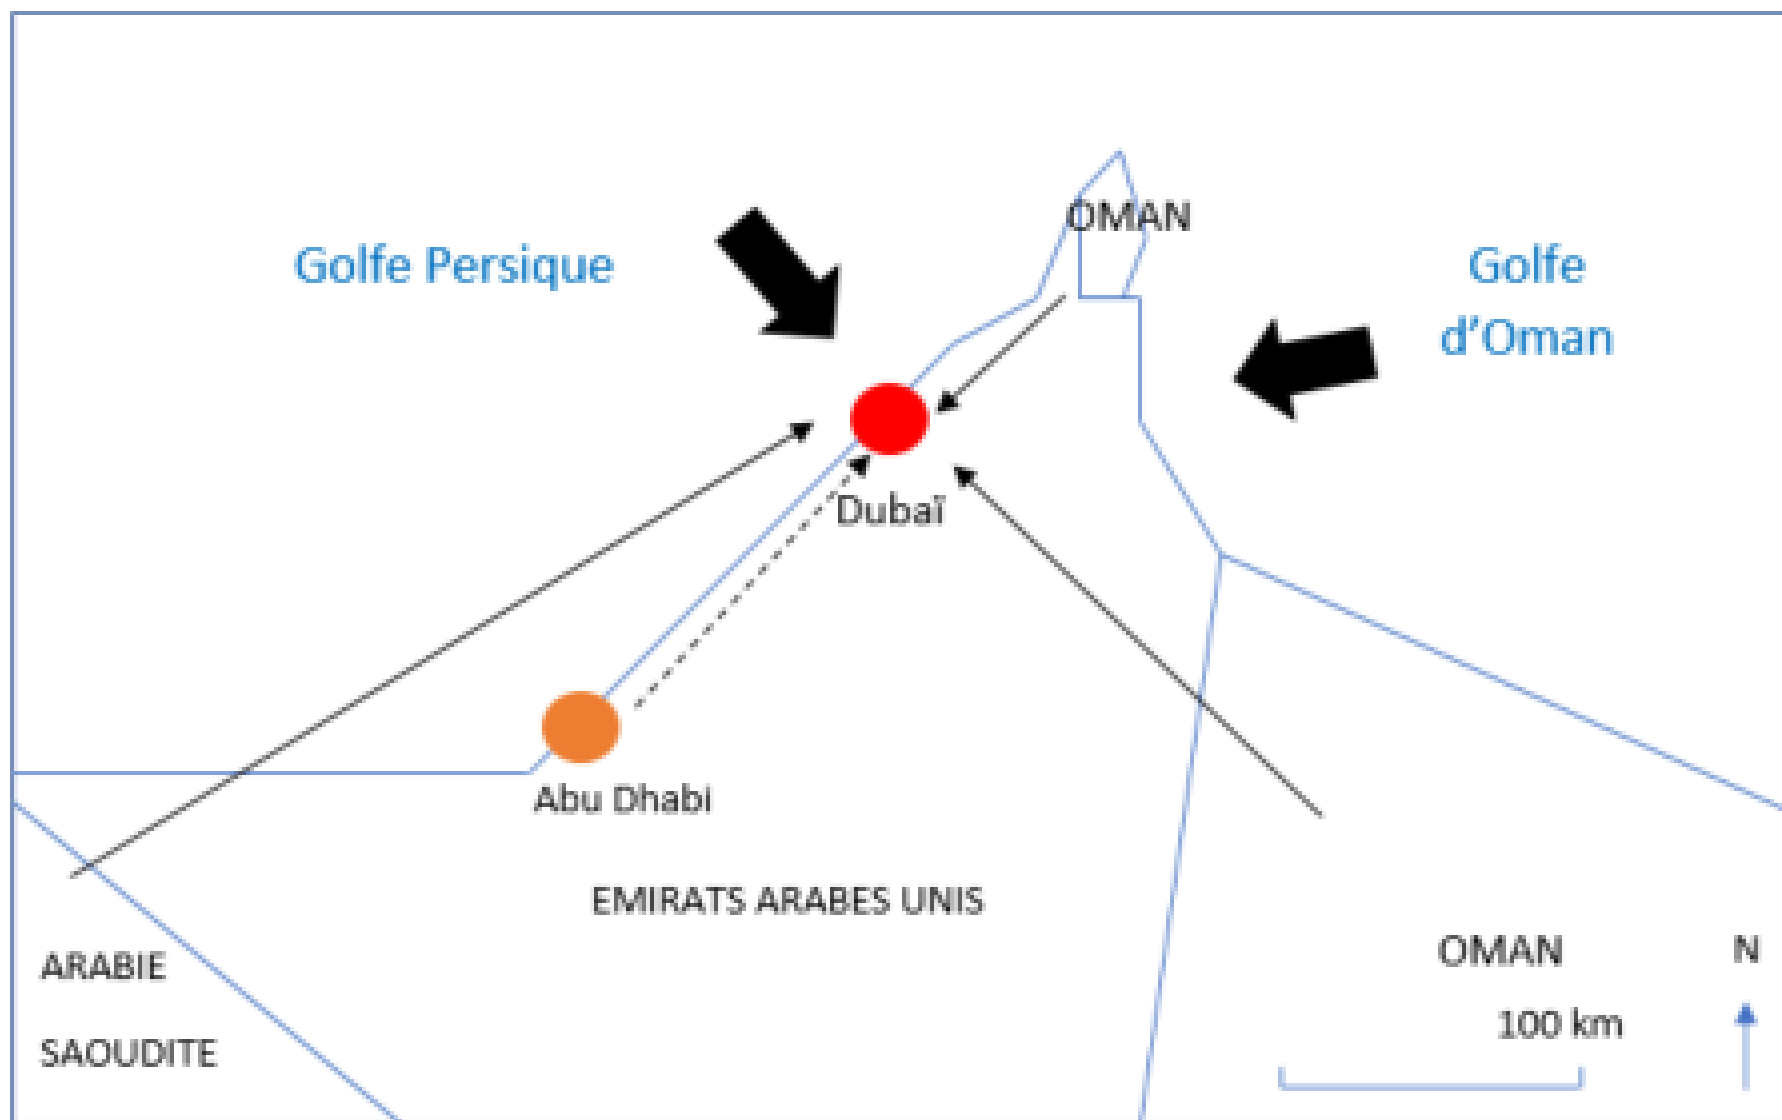 OMAN
Golfe Persique
Golfe
d'Oman
Dubaï
Abu Dhabi
EMIRATS ARABES UNIS
ARABIE
SAOUDITE
OMAN
N
100 km